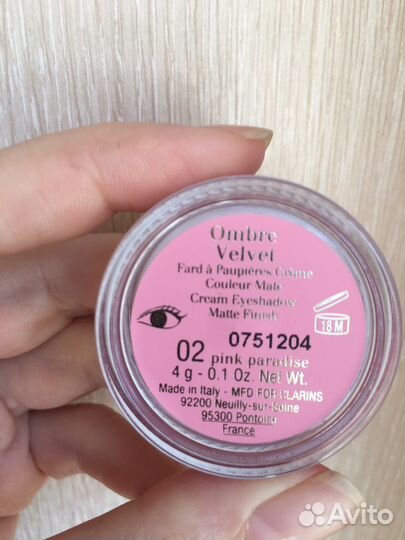 Ombre
Velvet
Fard à Paupières Crème
Couleur Mate
Cream Eyeshadow
Matte Finish
18 M
0751204
02 pink paradise
4 g - 0.1 Oz. Net Wt.
Made in Italy - MFD FOR CLARINS
92200 Neuilly-sur-Seine
95300 Pontoise
France
Avito